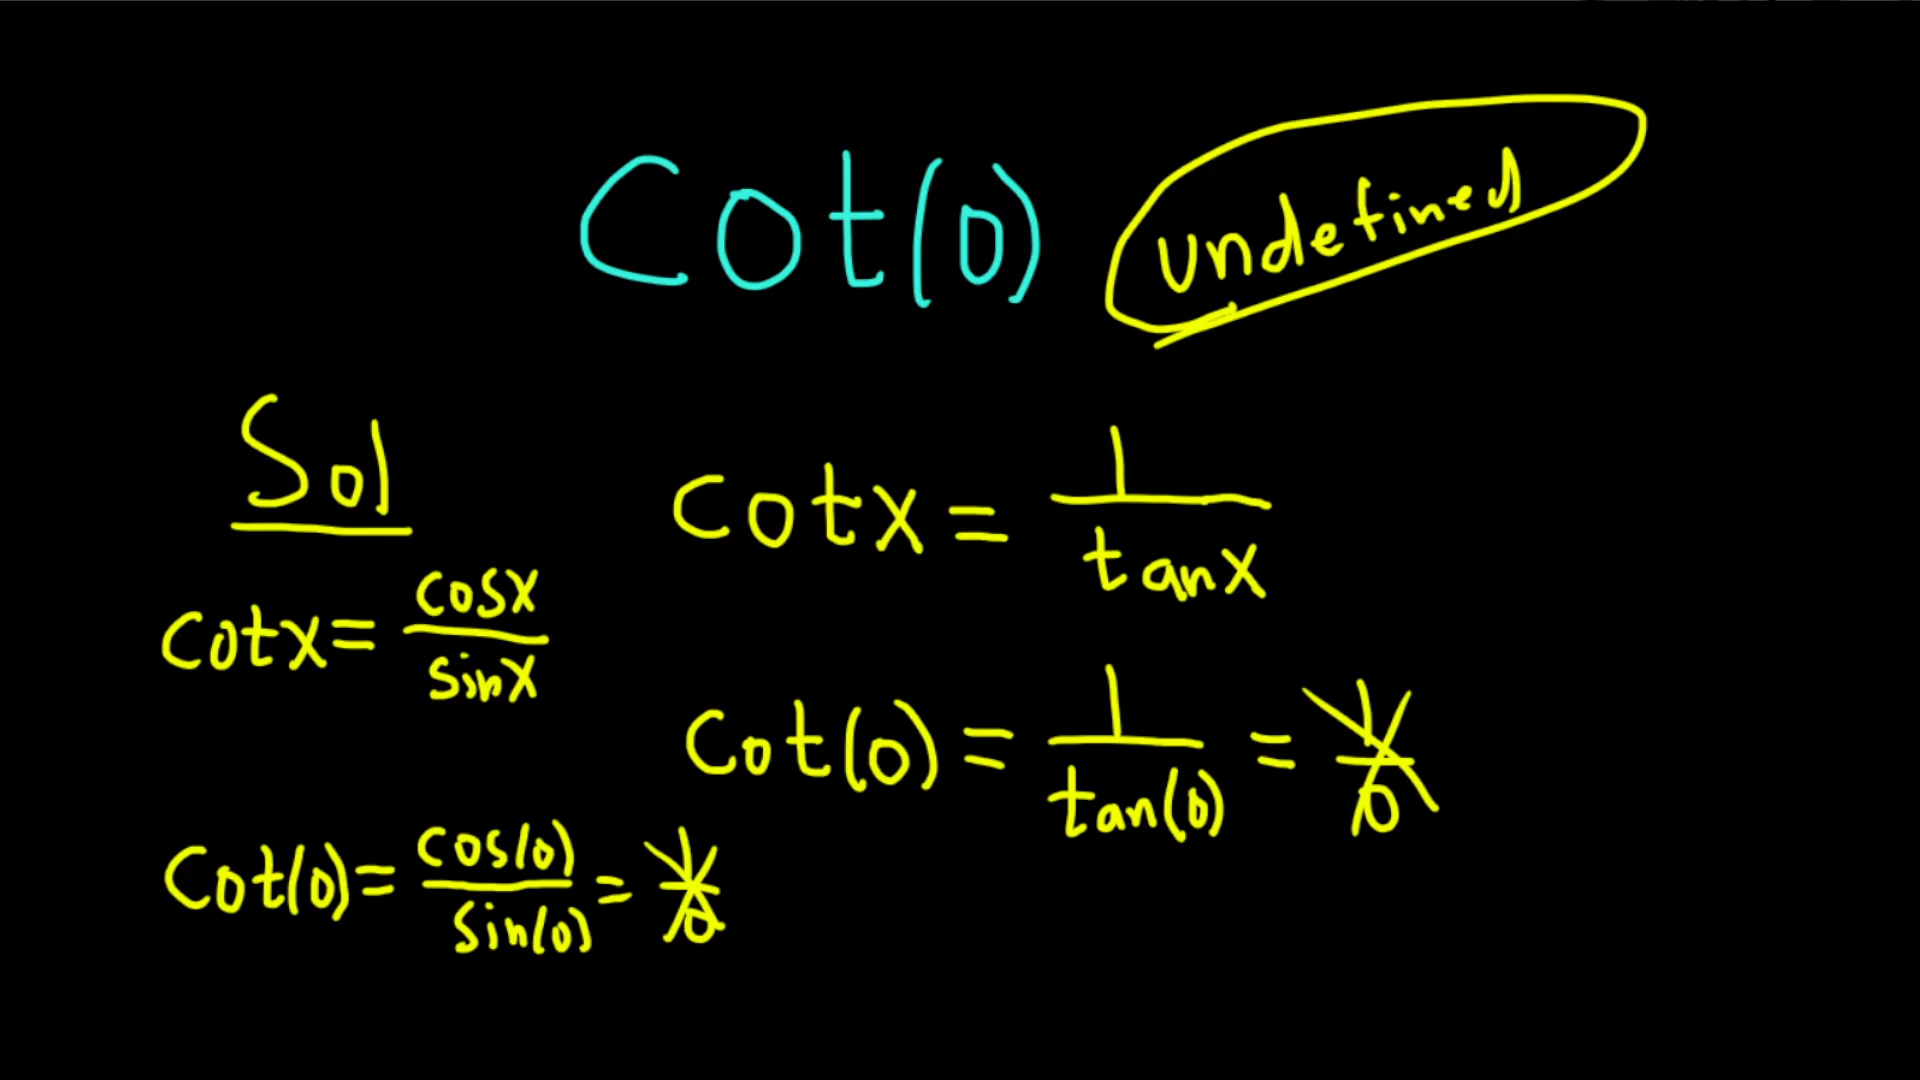 Cot(0) undefined
Sol
cotx = cosx/sinx
cotx = 1/tanx
Cot(0) = 1/tan(0) = 1/0
Cot(0) = cos(0)/sin(0) = 1/0